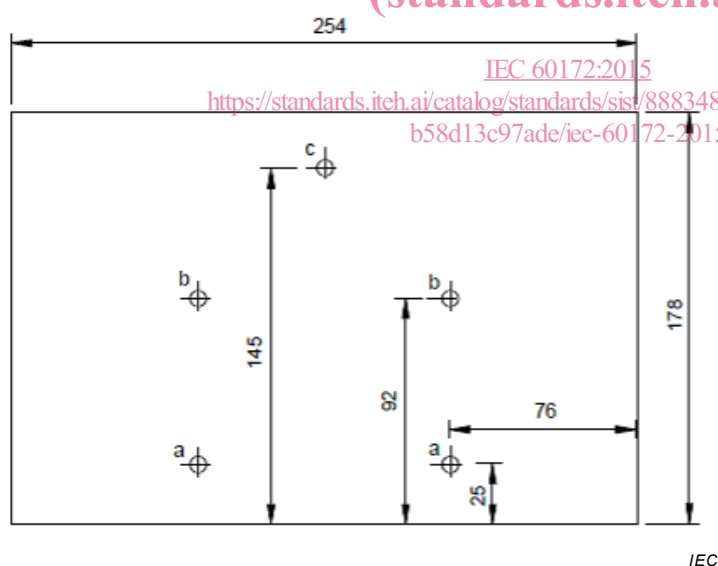 (standards.iteh.
254
IEC 60172:2015
https://standards.iteh.ai/catalog/standards/sist/888348
b58d13c97ade/iec-60172-2015
c
b
b
178
145
92
76
a
a
25
IEC